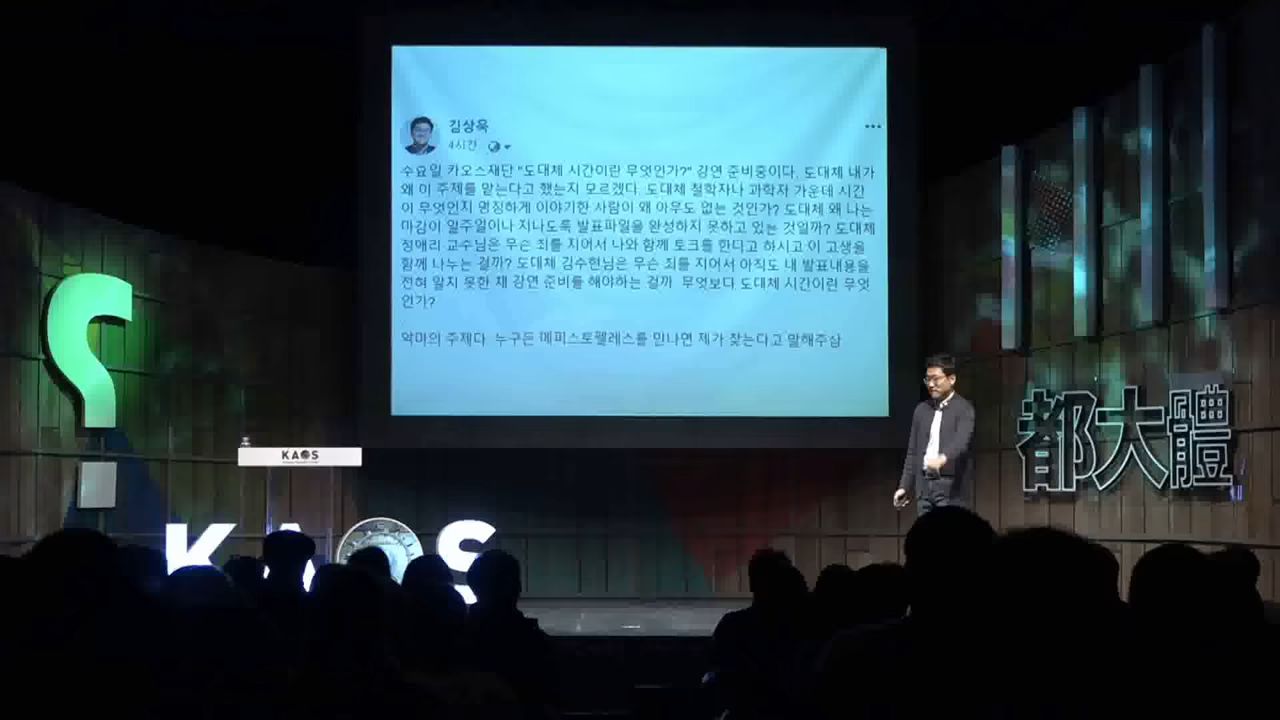 김상욱
4시간
수요일 카오스재단 "도대체 시간이란 무엇인가?" 강연 준비중이다. 도대체 내가
왜 이 주제를 맡는다고 했는지 모르겠다. 도대체 철학자나 과학자 가운데 시간
이 무엇인지 명징하게 이야기한 사람이 왜 아무도 없는 것인가? 도대체 왜 나는
마감이 일주일이나 지나도록 발표파일을 완성하지 못하고 있는 것일까? 도대체
정애리 교수님은 무슨 죄를 지어서 나와 함께 토크를 한다고 하시고 이 고생을
함께 나누는 걸까? 도대체 김수현님은 무슨 죄를 지어서 아직도 내 발표내용을
전혀 알지 못한 채 강연 준비를 해야하는 걸까 무엇보다 도대체 시간이란 무엇
인가?
악마의 주제다. 누구든 메피스토펠레스를 만나면 제가 찾는다고 말해주삼
都大體
KAOS
KAOS